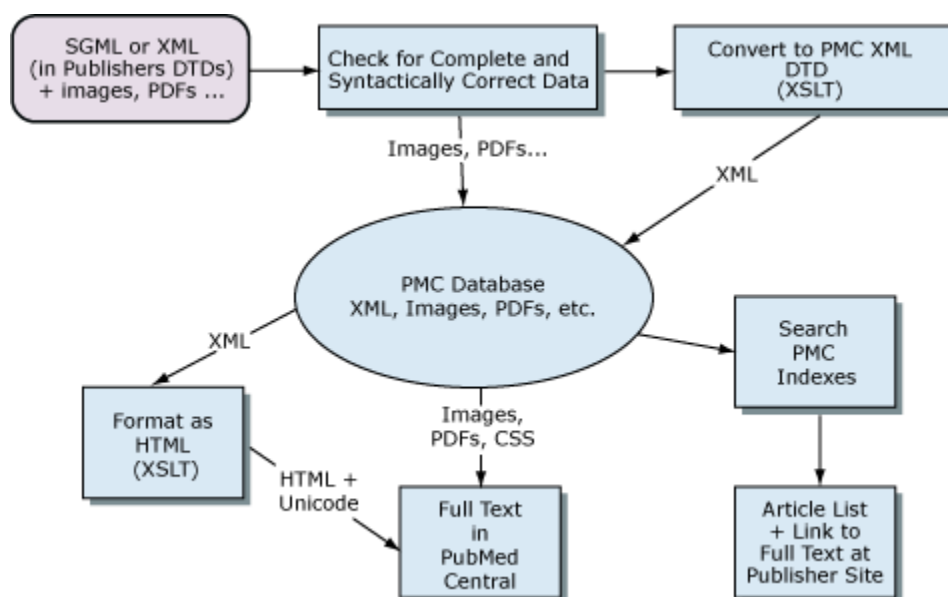 SGML or XML
(in Publishers DTDs)
+ images, PDFs ...
Check for Complete and
Syntactically Correct Data
Convert to PMC XML
DTD
(XSLT)
Images, PDFs...
XML
PMC Database
XML, Images, PDFs, etc.
XML
Search
PMC
Indexes
Format as
HTML
(XSLT)
Images,
PDFs, CSS
HTML +
Unicode
Full Text
in
PubMed
Central
Article List
+ Link to
Full Text at
Publisher Site